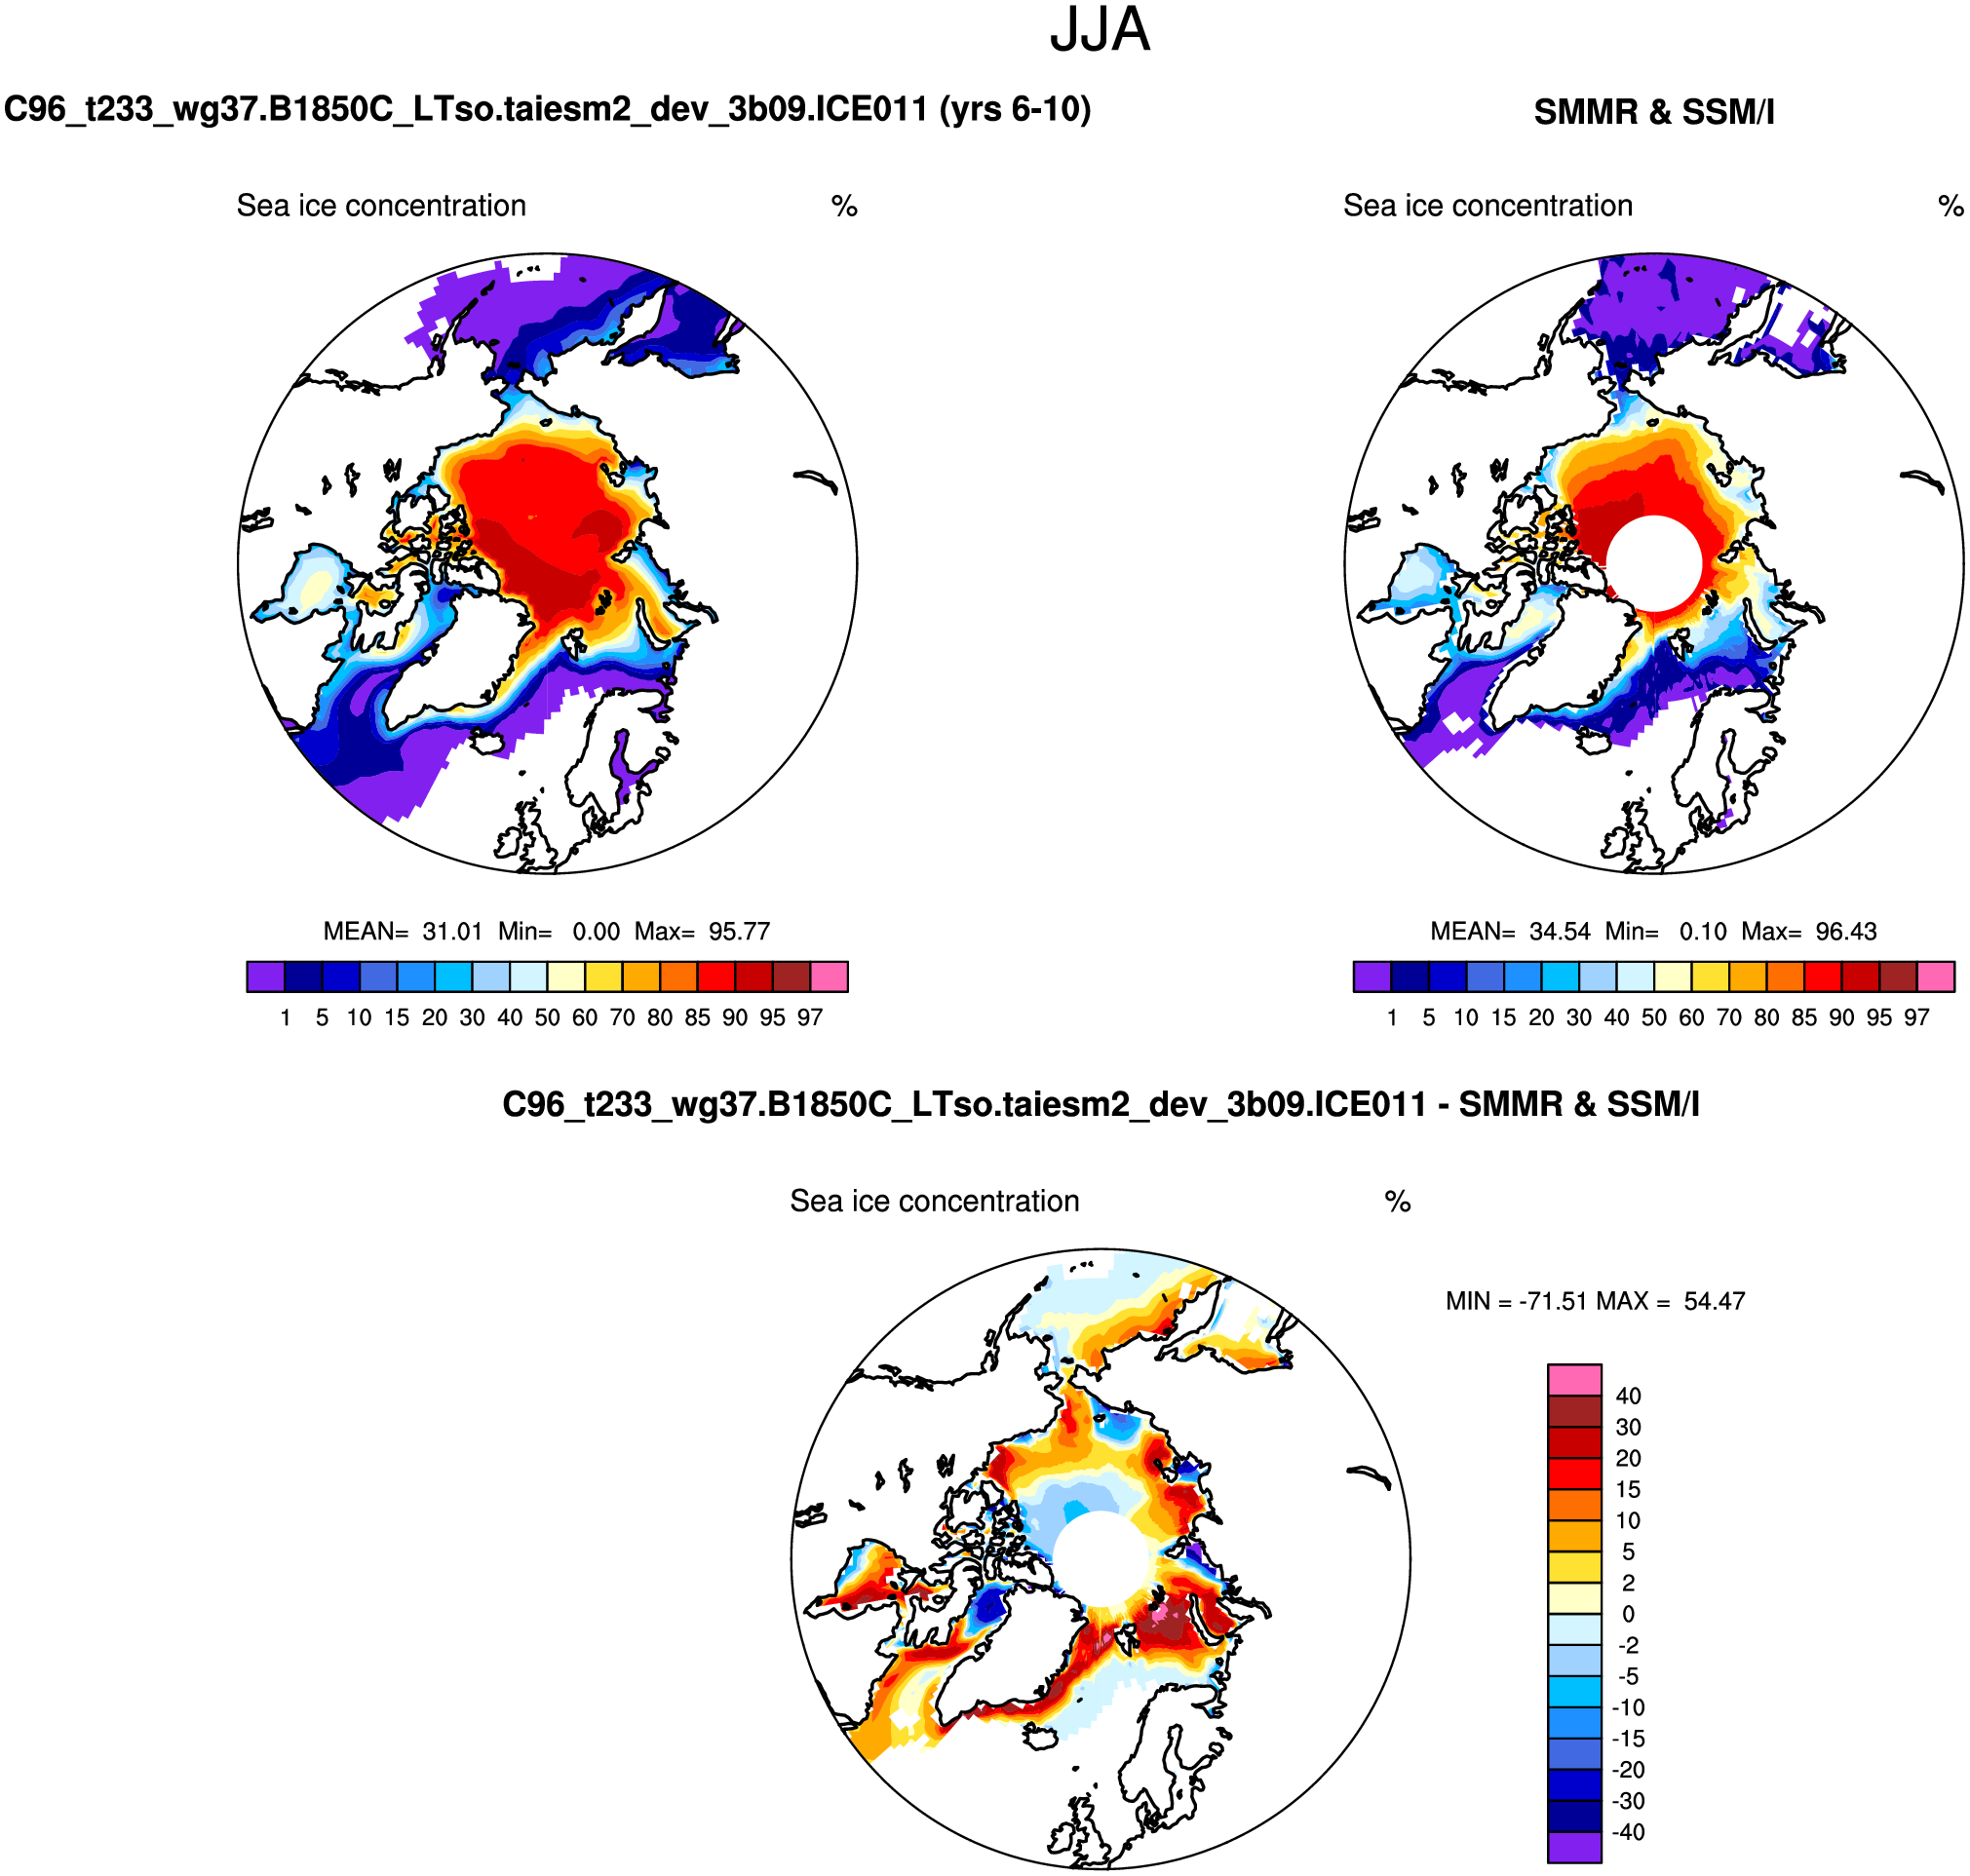 JJA
C96_t233_wg37.B1850C_LTso.taiesm2_dev_3b09.ICE011 (yrs 6-10)
SMMR & SSM/I
Sea ice concentration %
Sea ice concentration %
MEAN= 31.01 Min= 0.00 Max= 95.77
MEAN= 34.54 Min= 0.10 Max= 96.43
1 5 10 15 20 30 40 50 60 70 80 85 90 95 97
1 5 10 15 20 30 40 50 60 70 80 85 90 95 97
C96_t233_wg37.B1850C_LTso.taiesm2_dev_3b09.ICE011 - SMMR & SSM/I
Sea ice concentration %
MIN = -71.51 MAX = 54.47
40
30
20
15
10
5
2
0
-2
-5
-10
-15
-20
-30
-40